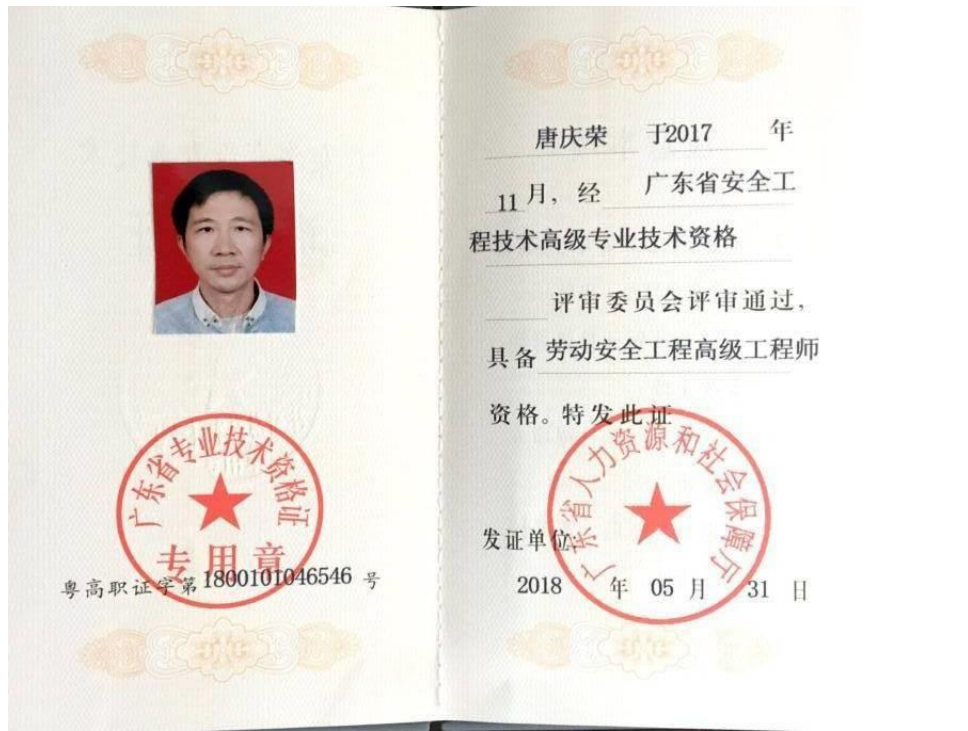 广东省专业技术资格证
专用章
粤高职证字第1800101046546号
唐庆荣 于2017 年
11月，经 广东省安全工
程技术高级专业技术资格
评审委员会评审通过，
具备劳动安全工程高级工程师
资格。特发此证
广东省人力资源和社会保障厅
发证单位
2018 年 05 月 31 日